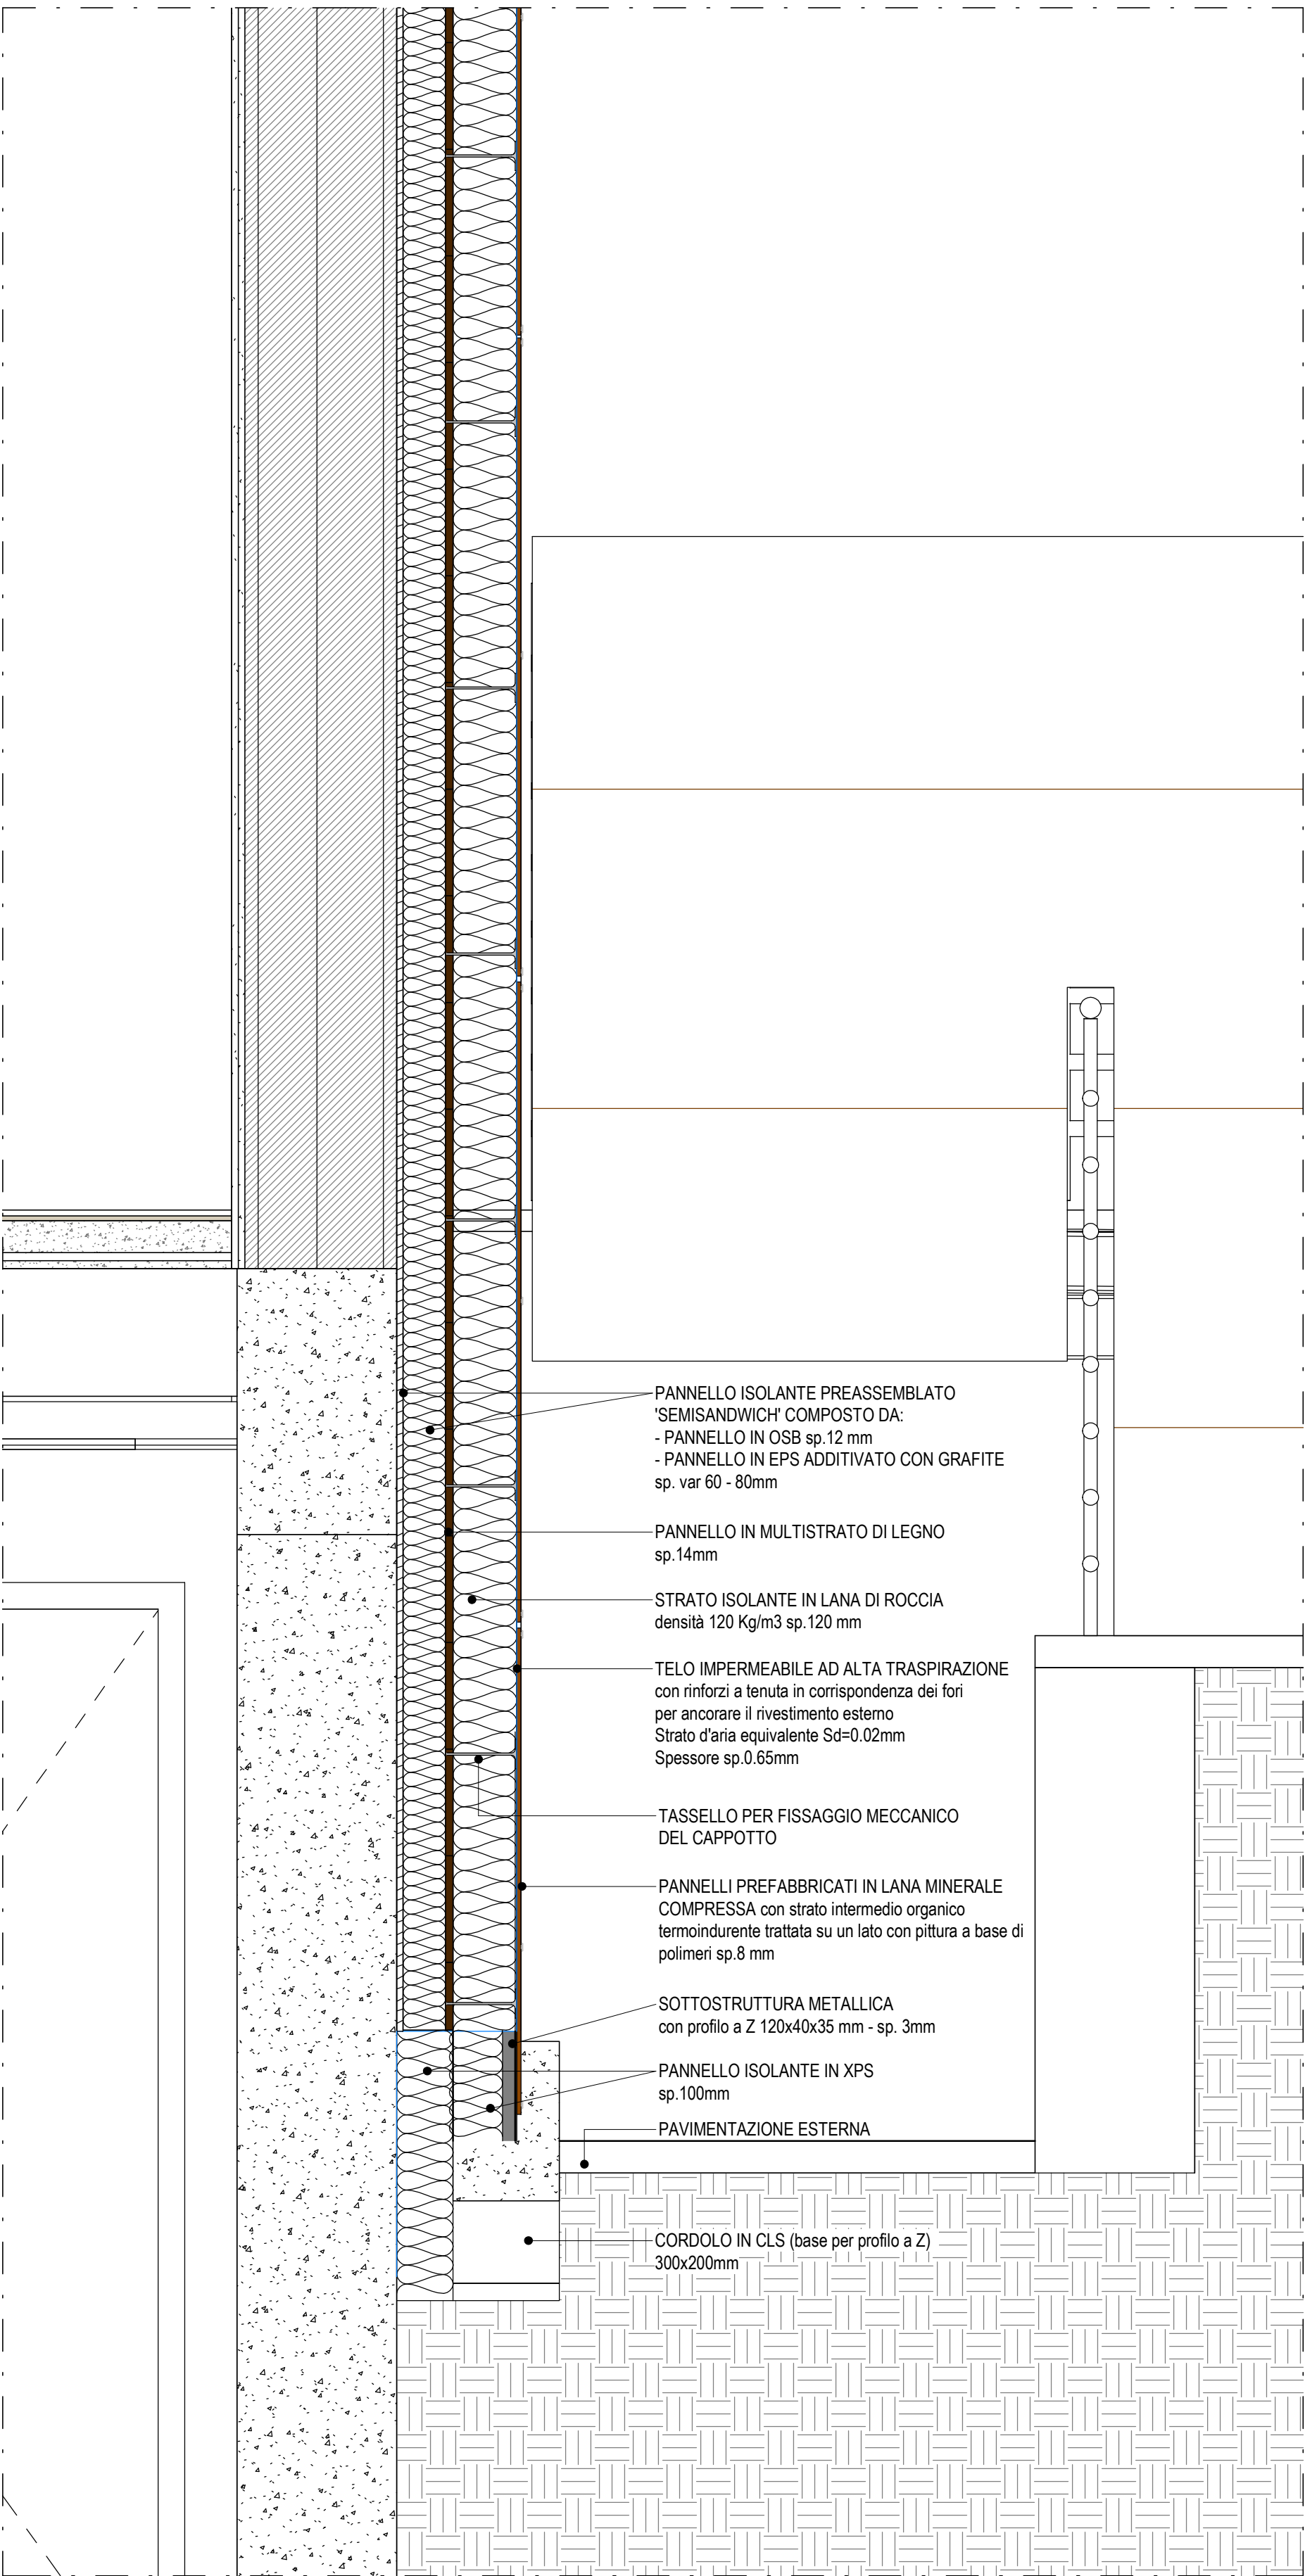 PANNELLO ISOLANTE PREASSEMBLATO
'SEMISANDWICH' COMPOSTO DA:
- PANNELLO IN OSB sp.12 mm
- PANNELLO IN EPS ADDITIVATO CON GRAFITE
sp. var 60 - 80mm
PANNELLO IN MULTISTRATO DI LEGNO
sp.14mm
STRATO ISOLANTE IN LANA DI ROCCIA
densità 120 Kg/m3 sp.120 mm
TELO IMPERMEABILE AD ALTA TRASPIRAZIONE
con rinforzi a tenuta in corrispondenza dei fori
per ancorare il rivestimento esterno
Strato d'aria equivalente Sd=0.02mm
Spessore sp.0.65mm
TASSELLO PER FISSAGGIO MECCANICO
DEL CAPPOTTO
PANNELLI PREFABBRICATI IN LANA MINERALE
COMPRESSA con strato intermedio organico
termoindurente trattata su un lato con pittura a base di
polimeri sp.8 mm
SOTTOSTRUTTURA METALLICA
con profilo a Z 120x40x35 mm - sp. 3mm
PANNELLO ISOLANTE IN XPS
sp.100mm
PAVIMENTAZIONE ESTERNA
CORDOLO IN CLS (base per profilo a Z)
300x200mm